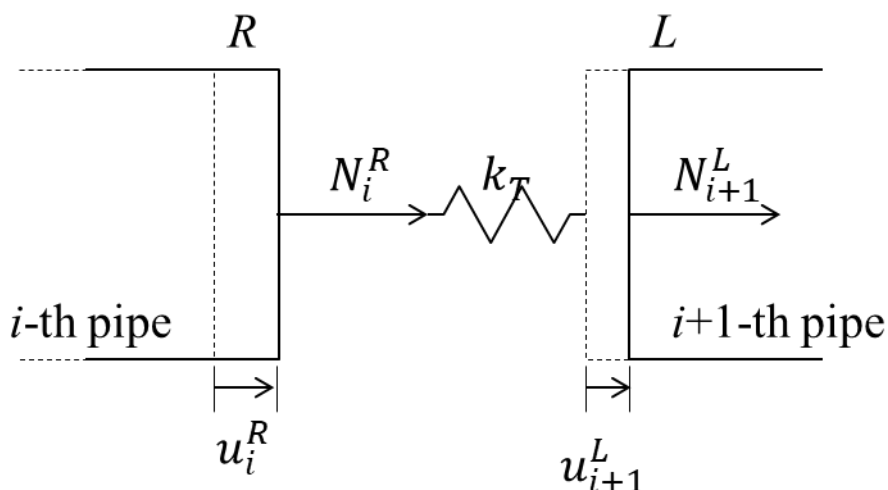 R L
N_i^R k_T N_{i+1}^L
i-th pipe i+1-th pipe
u_i^R u_{i+1}^L